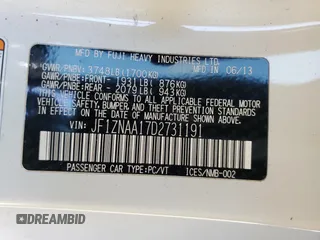 MFD BY FUJI HEAVY INDUSTRIES LTD.
GVWR/PNBV: 3748LB(1700KG) 06/13
GAWR/PNBE: FRONT- 1931LB( 876KG)
GAWR/PNBE: REAR - 2079LB( 943KG)
THIS VEHICLE CONFORMS TO ALL APPLICABLE
FEDERAL MOTOR VEHICLE SAFETY, BUMPER,
AND THEFT PREVENTION STANDARDS IN EFFECT
ON THE DATE OF MANUFACTURE SHOWN ABOVE.
VIN: JF1ZNAA17D2731191
PASSENGER CAR TYPE:PC/VT ICES/NMB-002
DREAMBID
DREAMBID.COM